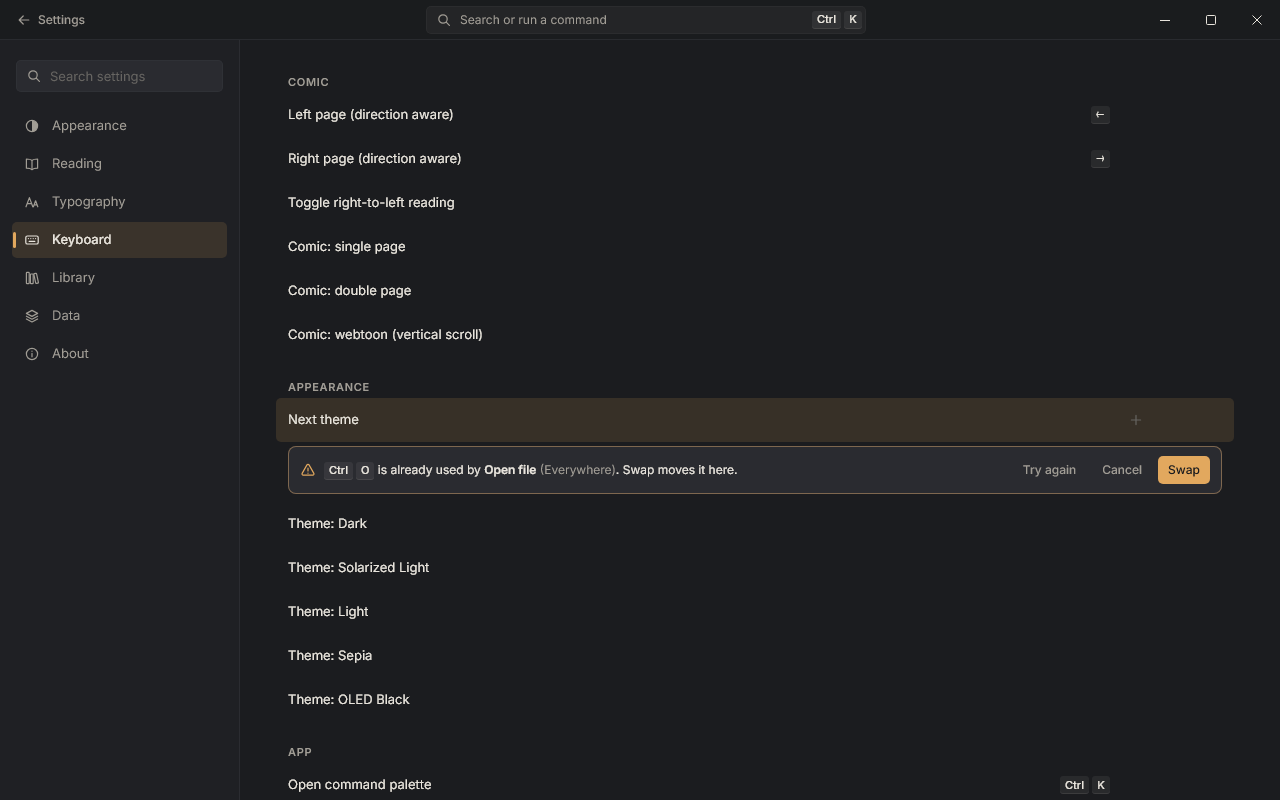 Settings
Search or run a command Ctrl K
Search settings
Appearance
Reading
Typography
Keyboard
Library
Data
About
COMIC
Left page (direction aware) ←
Right page (direction aware) →
Toggle right-to-left reading
Comic: single page
Comic: double page
Comic: webtoon (vertical scroll)
APPEARANCE
Next theme
Ctrl O is already used by Open file (Everywhere). Swap moves it here. Try again Cancel Swap
Theme: Dark
Theme: Solarized Light
Theme: Light
Theme: Sepia
Theme: OLED Black
APP
Open command palette Ctrl K